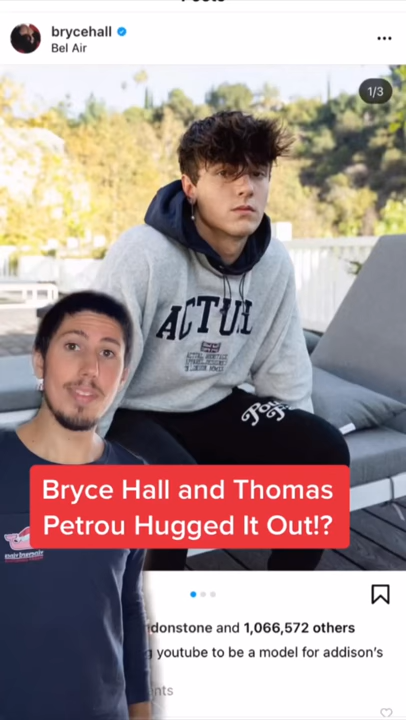 brycehall
Bel Air
1/3
ACTUAL
Bryce Hall and Thomas
Petrou Hugged It Out!?
donstone and 1,066,572 others
youtube to be a model for addison's
nts